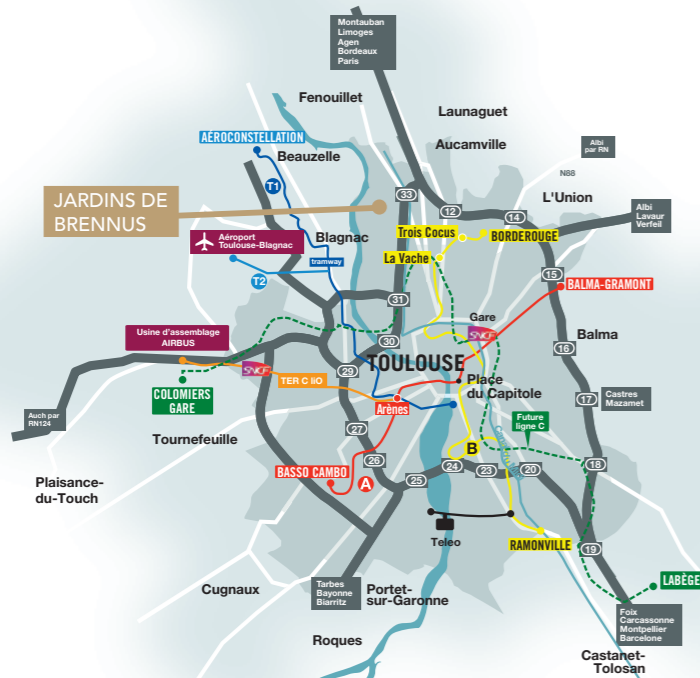 Montauban
Limoges
Agen
Bordeaux
Paris
Fenouillet
Launaguet
Aucamville
AÉROCONSTELLATION
Beauzelle
Albi
par RN
N88
T1
33
L'Union
JARDINS DE
BRENNUS
12
14
Albi
Lavaur
Verfeil
Trois Cocus
BORDEROUGE
Blagnac
Aéroport
Toulouse-Blagnac
La Vache
tramway
15
T2
BALMA-GRAMONT
31
Gare
SNCF
Usine d'assemblage
AIRBUS
30
Balma
16
TOULOUSE
SNCF
29
TER C IIO
Place
du Capitole
COLOMIERS
GARE
Arènes
17
Castres
Mazamet
Auch par
RN124
Future
ligne C
27
Tournefeuille
B
Canal du Midi
26
24
23
20
18
BASSO CAMBO
A
25
Plaisance-
du-Touch
Teleo
RAMONVILLE
19
LABÈGE
Cugnaux
Tarbes
Bayonne
Biarritz
Portet-
sur-Garonne
Foix
Carcassonne
Montpellier
Barcelone
Roques
Castanet-
Tolosan